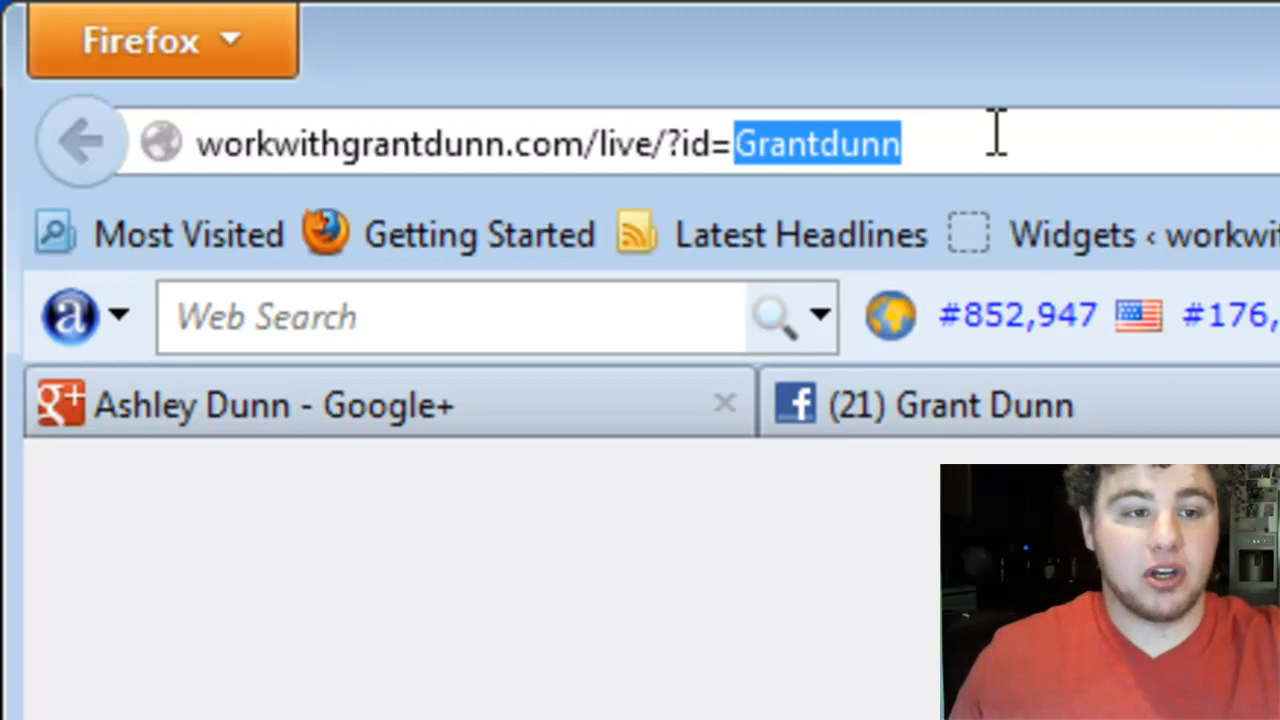 Firefox
workwithgrantdunn.com/live/?id=Grantdunn
Most Visited Getting Started Latest Headlines Widgets ‹ workwi
a Web Search #852,947 #176,
g+ Ashley Dunn - Google+ f (21) Grant Dunn